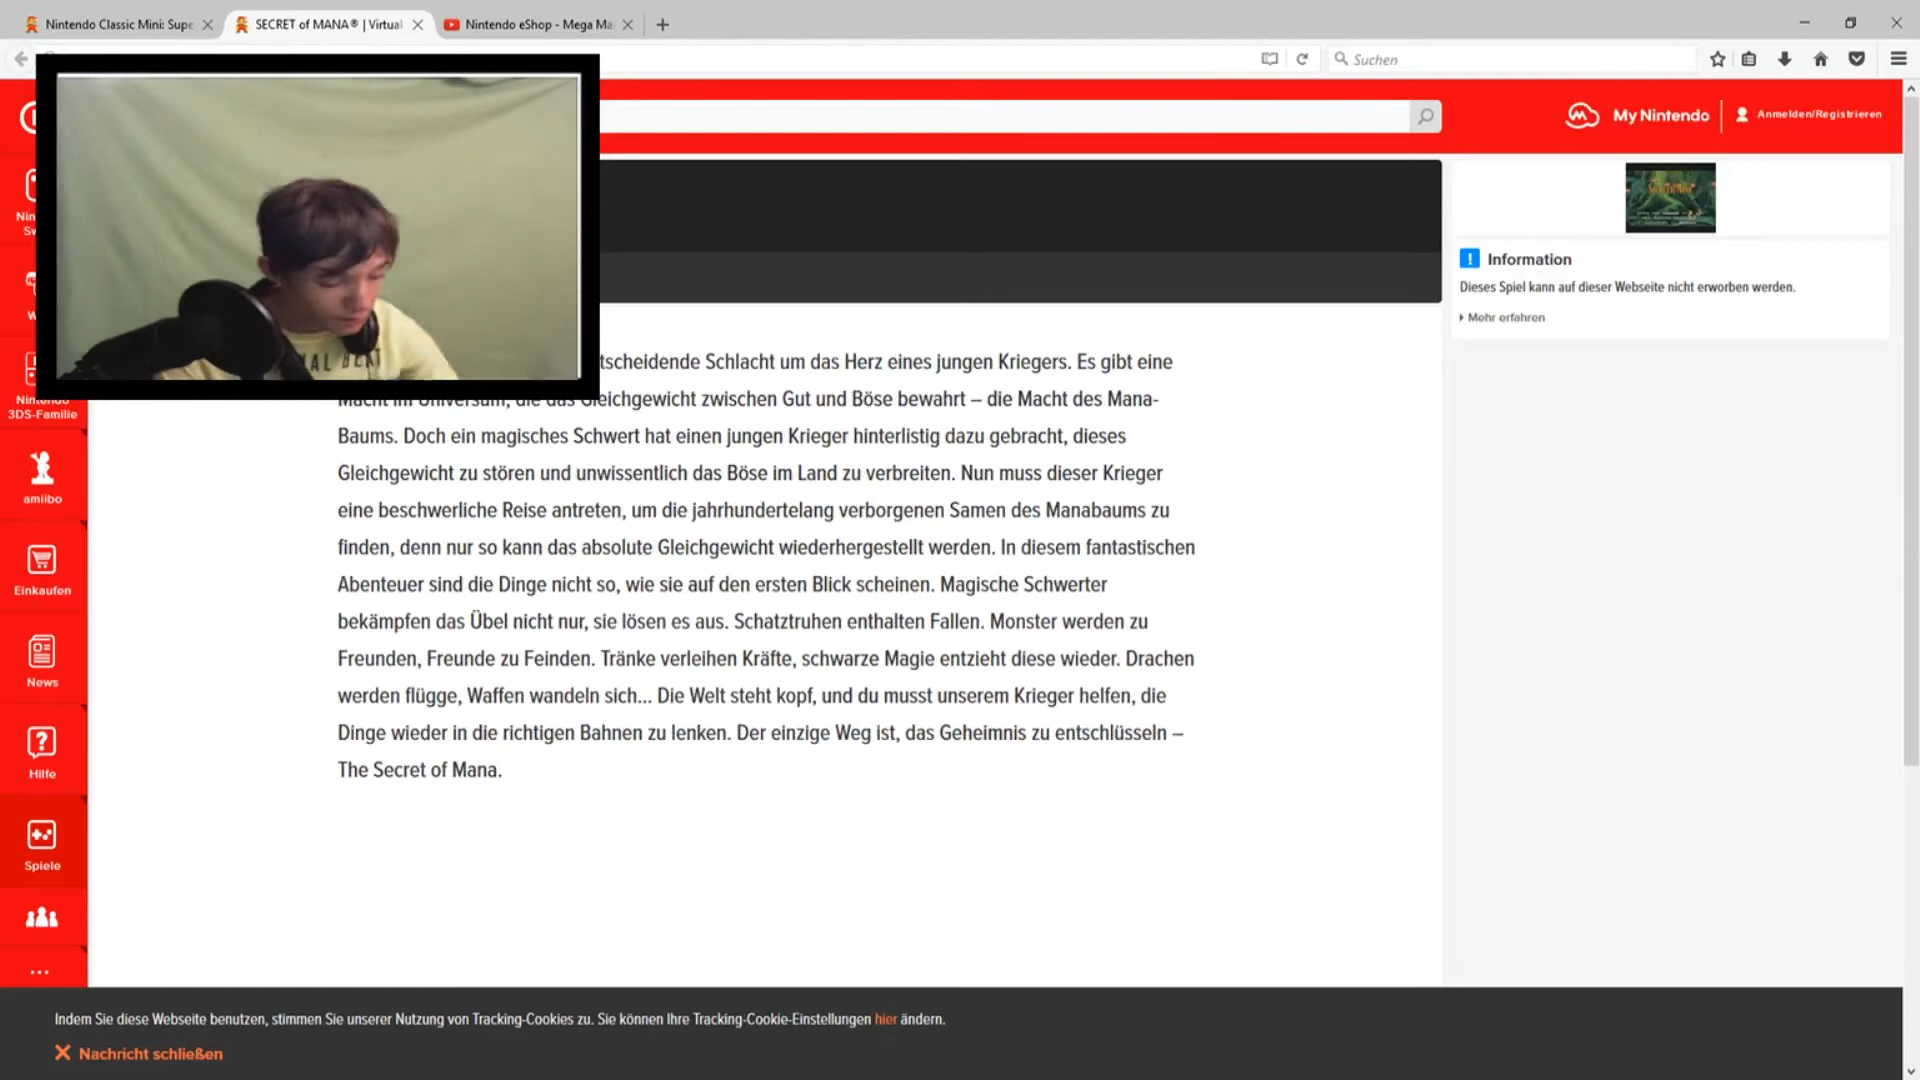 Nintendo Classic Mini: Supe
SECRET of MANA® | Virtual
Nintendo eShop - Mega Ma
Suchen
My Nintendo
Anmelden/Registrieren
Information
Dieses Spiel kann auf dieser Webseite nicht erworben werden.
Mehr erfahren
Nin
Sw
W
Nintendo
3DS-Familie
amiibo
Einkaufen
News
Hilfe
Spiele
...
tscheidende Schlacht um das Herz eines jungen Kriegers. Es gibt eine
Macht im Universum, die das Gleichgewicht zwischen Gut und Böse bewahrt – die Macht des Mana-
Baums. Doch ein magisches Schwert hat einen jungen Krieger hinterlistig dazu gebracht, dieses
Gleichgewicht zu stören und unwissentlich das Böse im Land zu verbreiten. Nun muss dieser Krieger
eine beschwerliche Reise antreten, um die jahrhundertelang verborgenen Samen des Manabaums zu
finden, denn nur so kann das absolute Gleichgewicht wiederhergestellt werden. In diesem fantastischen
Abenteuer sind die Dinge nicht so, wie sie auf den ersten Blick scheinen. Magische Schwerter
bekämpfen das Übel nicht nur, sie lösen es aus. Schatztruhen enthalten Fallen. Monster werden zu
Freunden, Freunde zu Feinden. Tränke verleihen Kräfte, schwarze Magie entzieht diese wieder. Drachen
werden flügge, Waffen wandeln sich... Die Welt steht kopf, und du musst unserem Krieger helfen, die
Dinge wieder in die richtigen Bahnen zu lenken. Der einzige Weg ist, das Geheimnis zu entschlüsseln –
The Secret of Mana.
Indem Sie diese Webseite benutzen, stimmen Sie unserer Nutzung von Tracking-Cookies zu. Sie können Ihre Tracking-Cookie-Einstellungen hier ändern.
Nachricht schließen